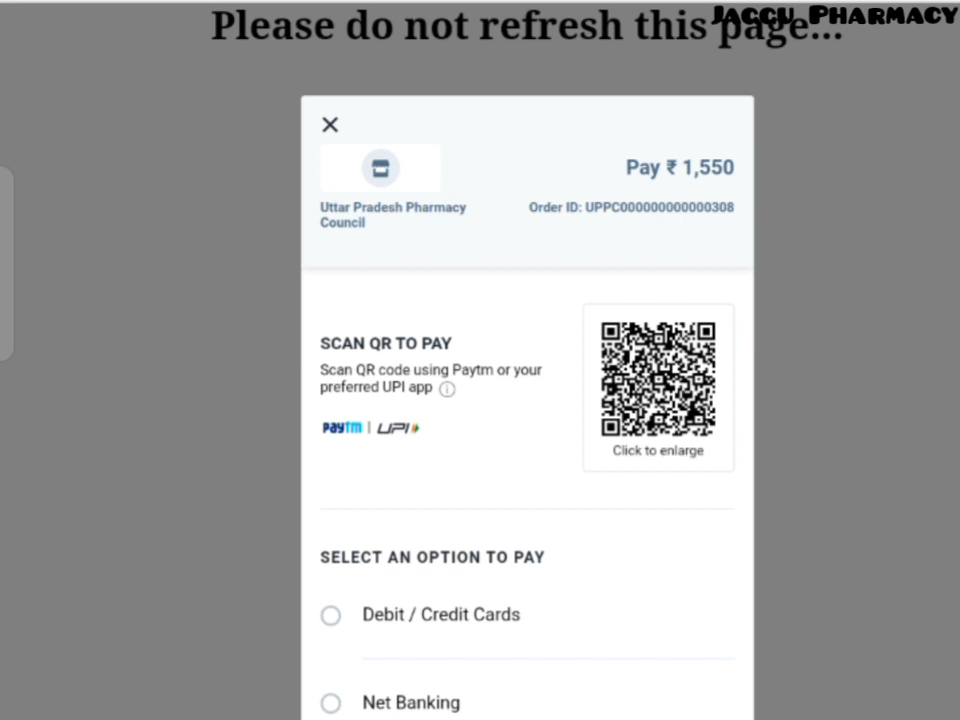 Please do not refresh this page...
JAGGU PHARMACY
Pay ₹ 1,550
Uttar Pradesh Pharmacy
Council
Order ID: UPPC000000000000308
SCAN QR TO PAY
Scan QR code using Paytm or your
preferred UPI app
paytm | UPI
Click to enlarge
SELECT AN OPTION TO PAY
Debit / Credit Cards
Net Banking